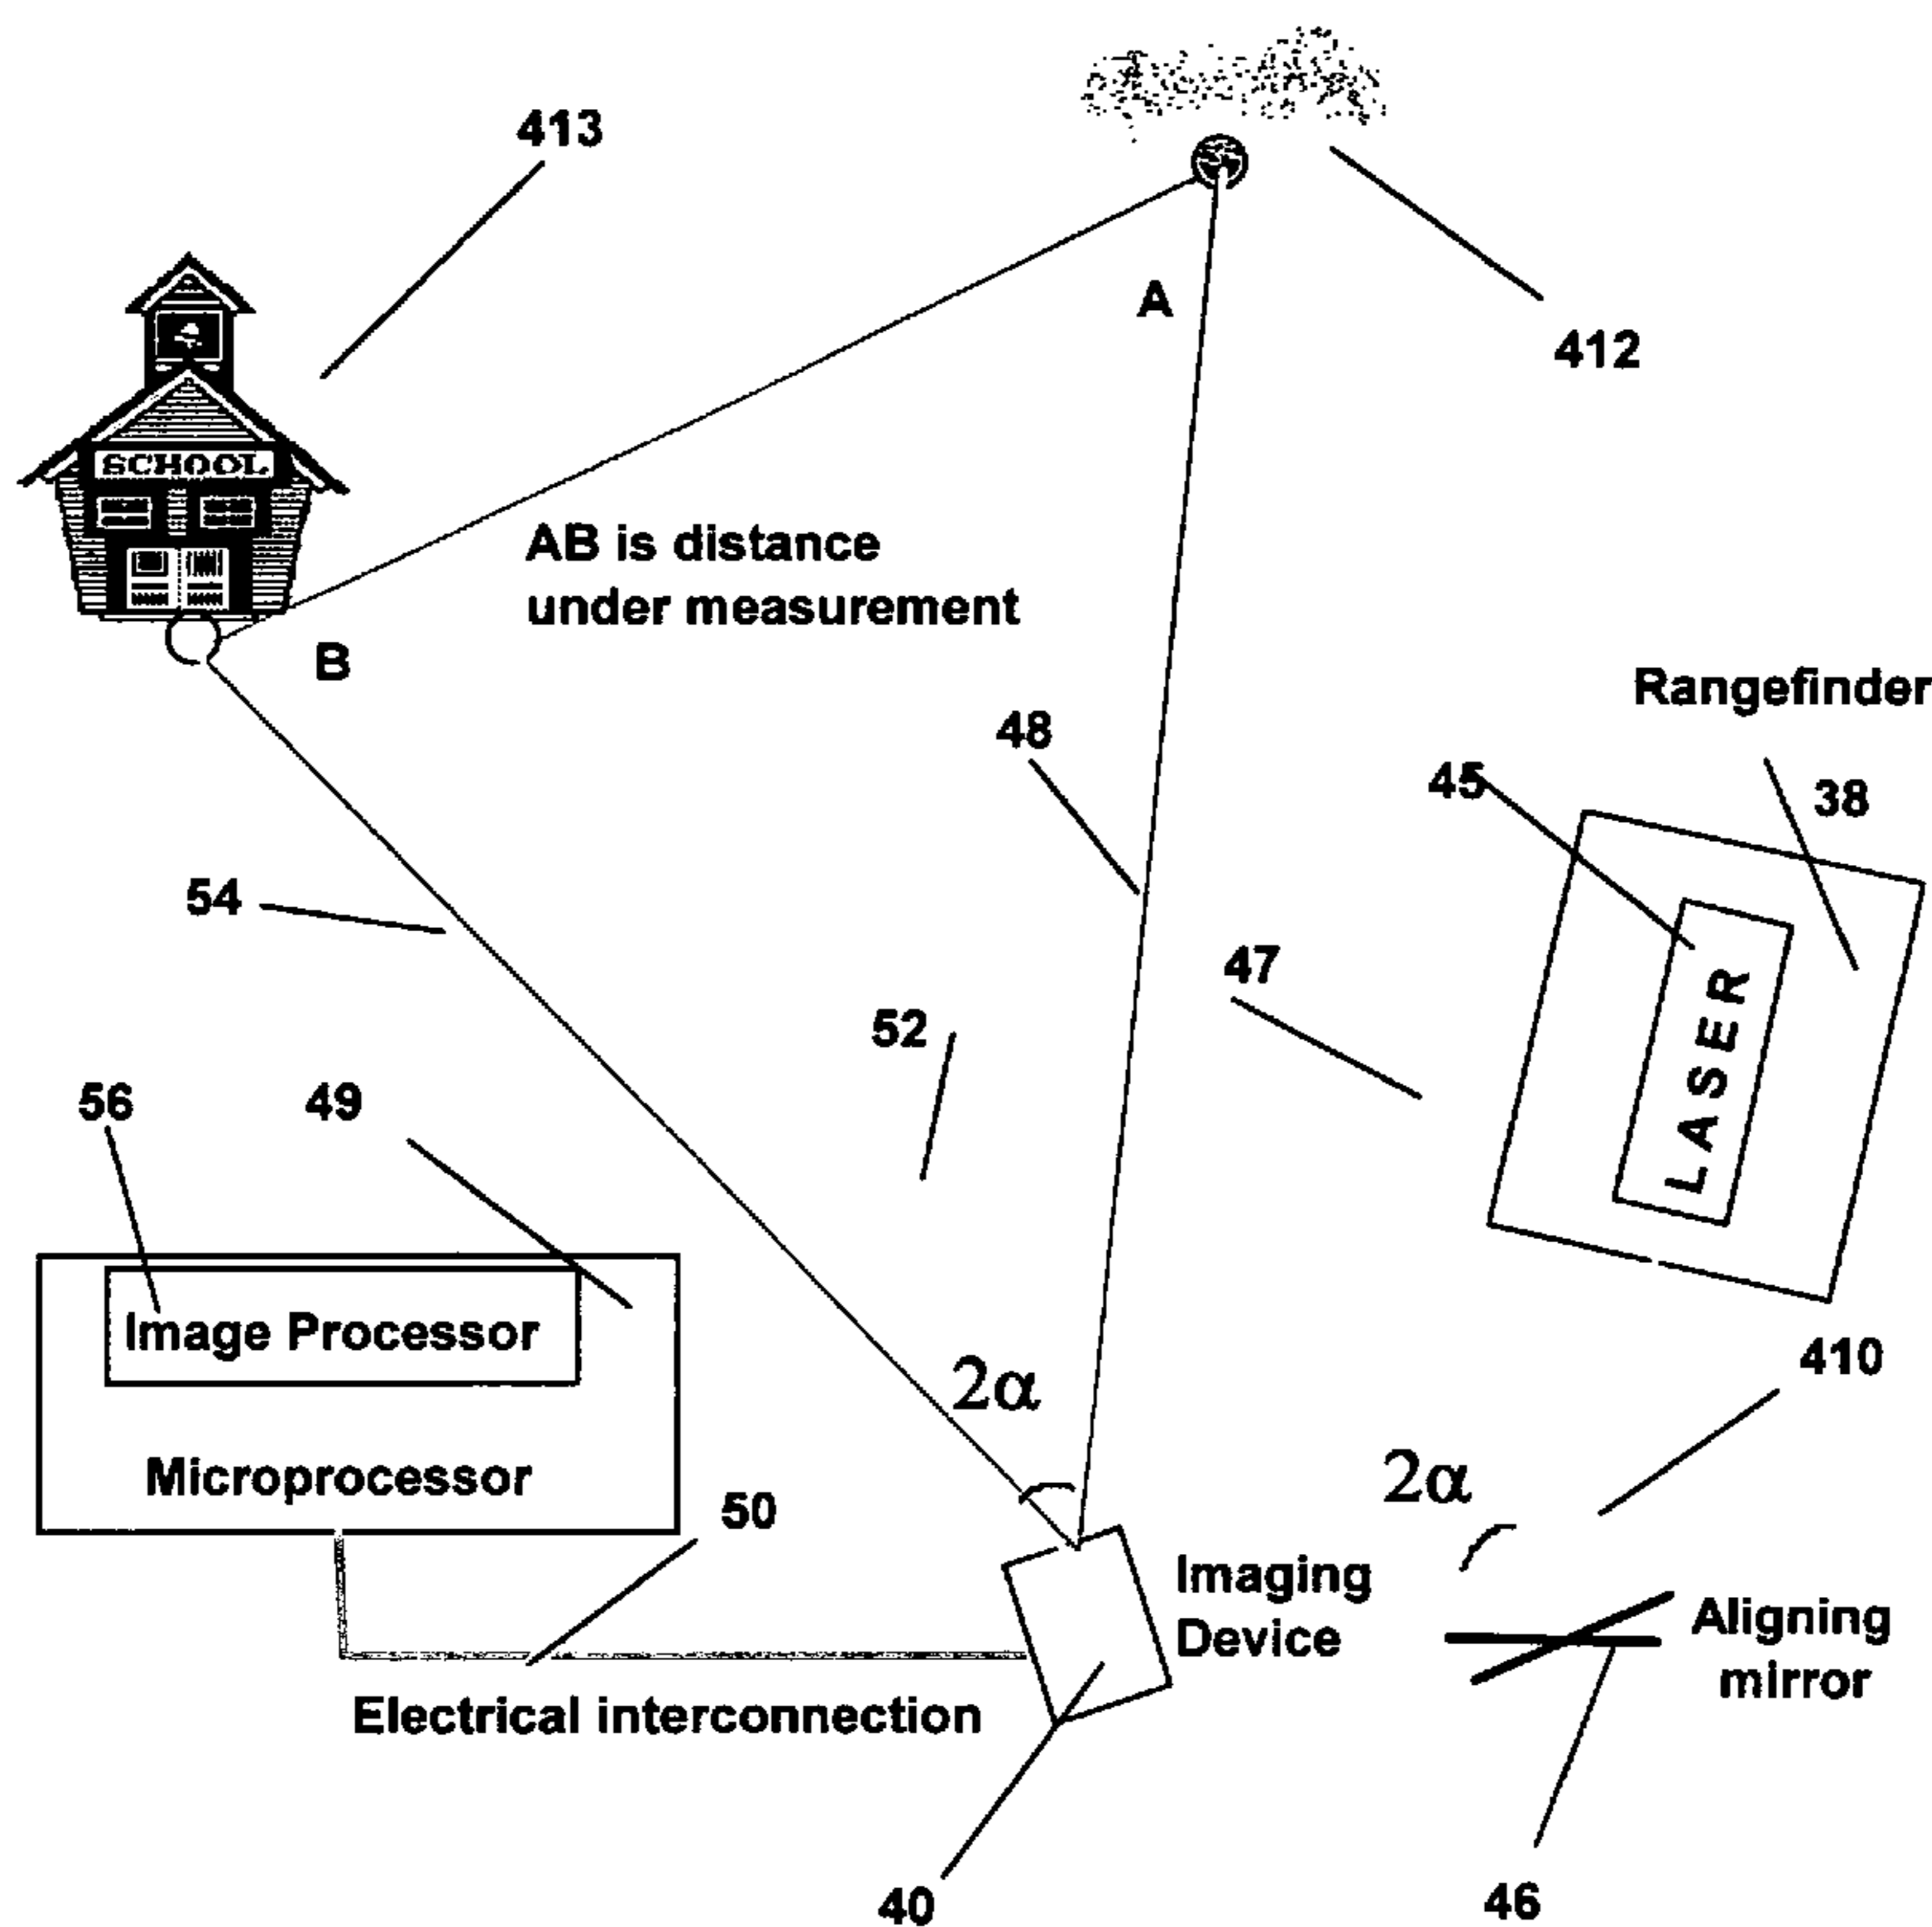 413
A
412
SCHOOL
AB is distance
under measurement
B
Rangefinder
48
45
38
54
47
52
LASER
56
49
Image Processor
2α
410
Microprocessor
2α
50
Imaging
Device
Aligning
mirror
Electrical interconnection
40
46